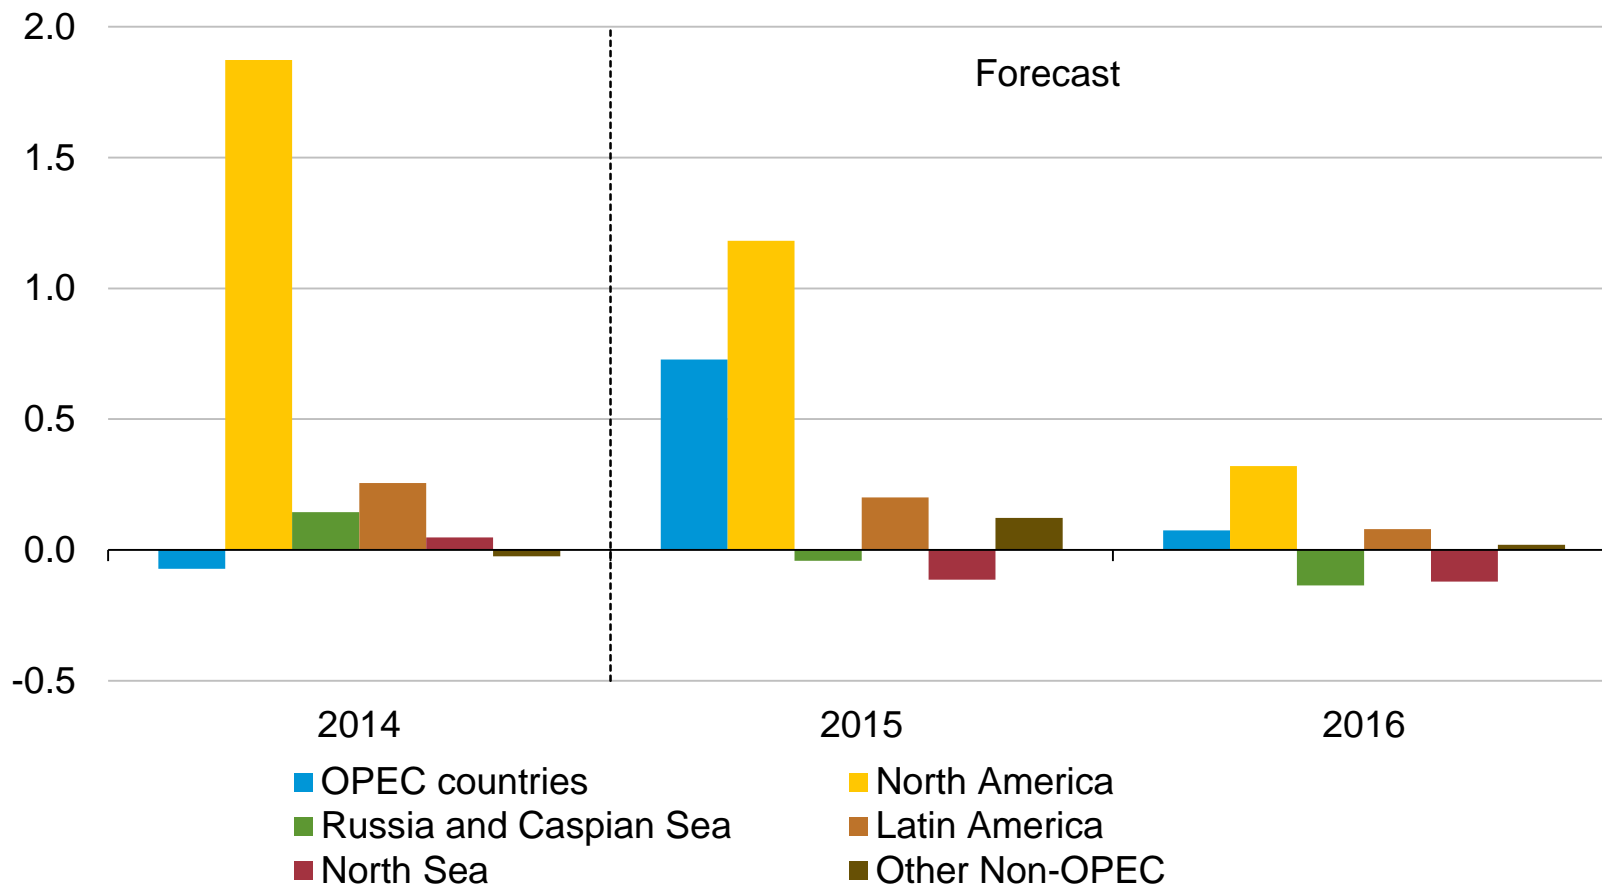 2.0
Forecast
1.5
1.0
0.5
0.0
-0.5
2014 2015 2016
OPEC countries North America
Russia and Caspian Sea Latin America
North Sea Other Non-OPEC